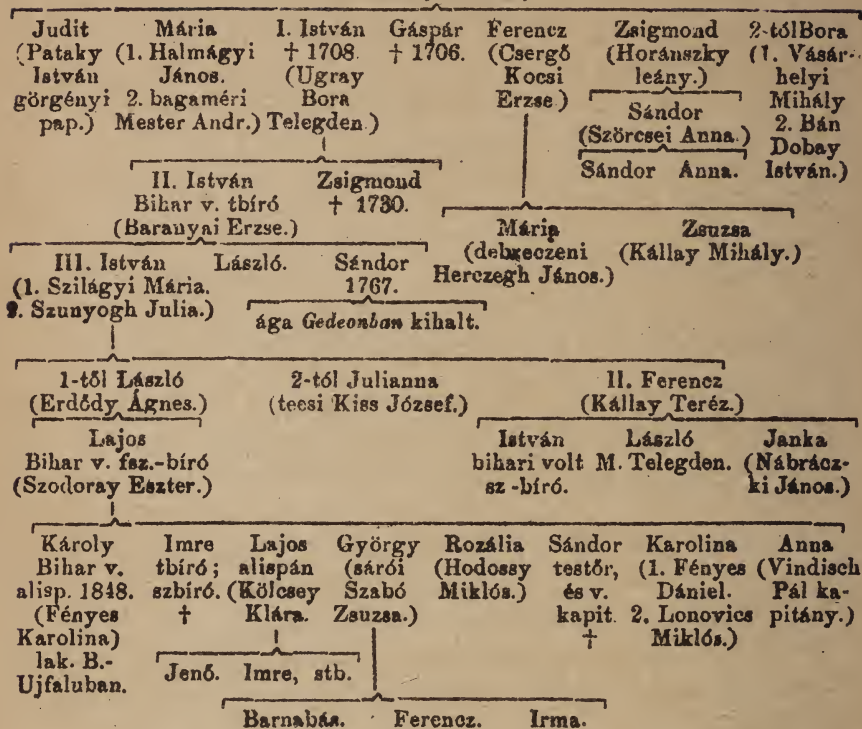 Judit Mária I. István Gáspár Ferencz Zsigmond 2-tól Bora
(Pataky (1. Halmágyi † 1708. † 1706. (Csergő (Horánszky (1. Vásár-
István János. (Ugray Kocsi leány.) helyi
görgényi 2. bagaméri Bora Erzse.) Sándor Mihály
pap.) Mester Andr.) Telegden.) (Szörcsei Anna.) 2. Bán
Dobay
II. István Zsigmond Sándor Anna. István.)
Bihar v. tbíró † 1730.
(Baranyai Erzse.) Mária Zsuzsa
(debreczeni (Kállay Mihály.)
III. István László. Sándor Herczegh János.)
(1. Szilágyi Mária. 1767.
2. Szunyogh Julia.) ága Gedeonban kihalt.
1-től László 2-tól Julianna II. Ferencz
(Erdődy Ágnes.) (tecsi Kiss József.) (Kállay Teréz.)
Lajos István László Janka
Bihar v. fsz.-bíró bihari volt M. Telegden. (Nábrácz-
(Szodoray Eszter.) sz-bíró. ki János.)
Károly Imre Lajos György Rozália Sándor Karolina Anna
Bihar v. tbíró; alispán (sárói (Hodossy testőr, (1. Fényes (Vindisch
alisp. 1848. szbíró. (Kölcsey Szabó Miklós.) és v. Dániel. Pál ka-
(Fényes † Klára. Zsuzsa.) kapit. 2. Lonovics pitány.)
Karolina) † Miklós.)
lak. B.- Jenő. Imre, stb.
Ujfaluban.
Barnabás. Ferencz. Irma.